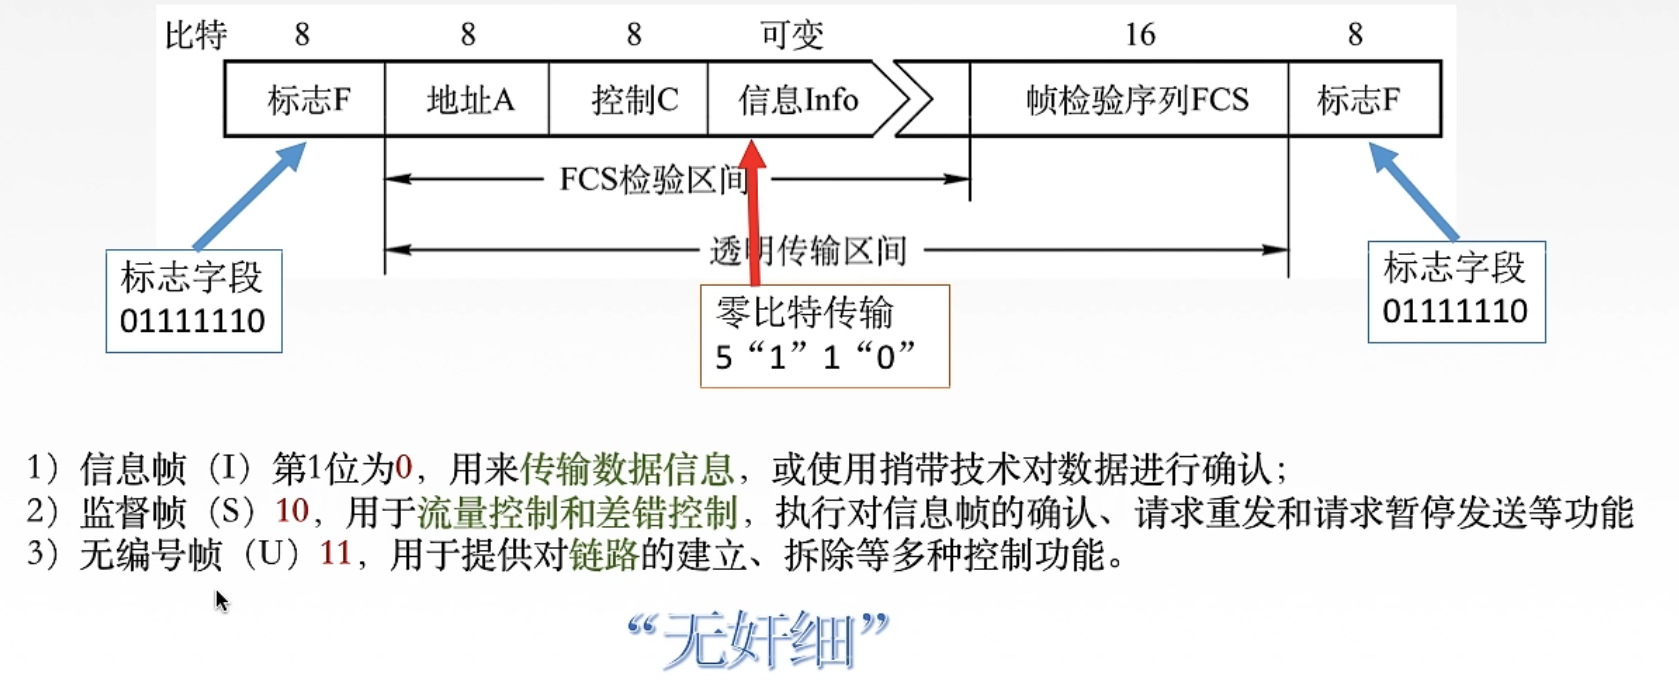 比特 8 8 8 可变 16 8
标志F 地址A 控制C 信息Info 帧检验序列FCS 标志F
FCS检验区间
透明传输区间
标志字段
01111110
标志字段
01111110
零比特传输
5“1”1“0”
1）信息帧（I）第1位为0，用来传输数据信息，或使用捎带技术对数据进行确认；
2）监督帧（S）10，用于流量控制和差错控制，执行对信息帧的确认、请求重发和请求暂停发送等功能
3）无编号帧（U）11，用于提供对链路的建立、拆除等多种控制功能。
“无奸细”